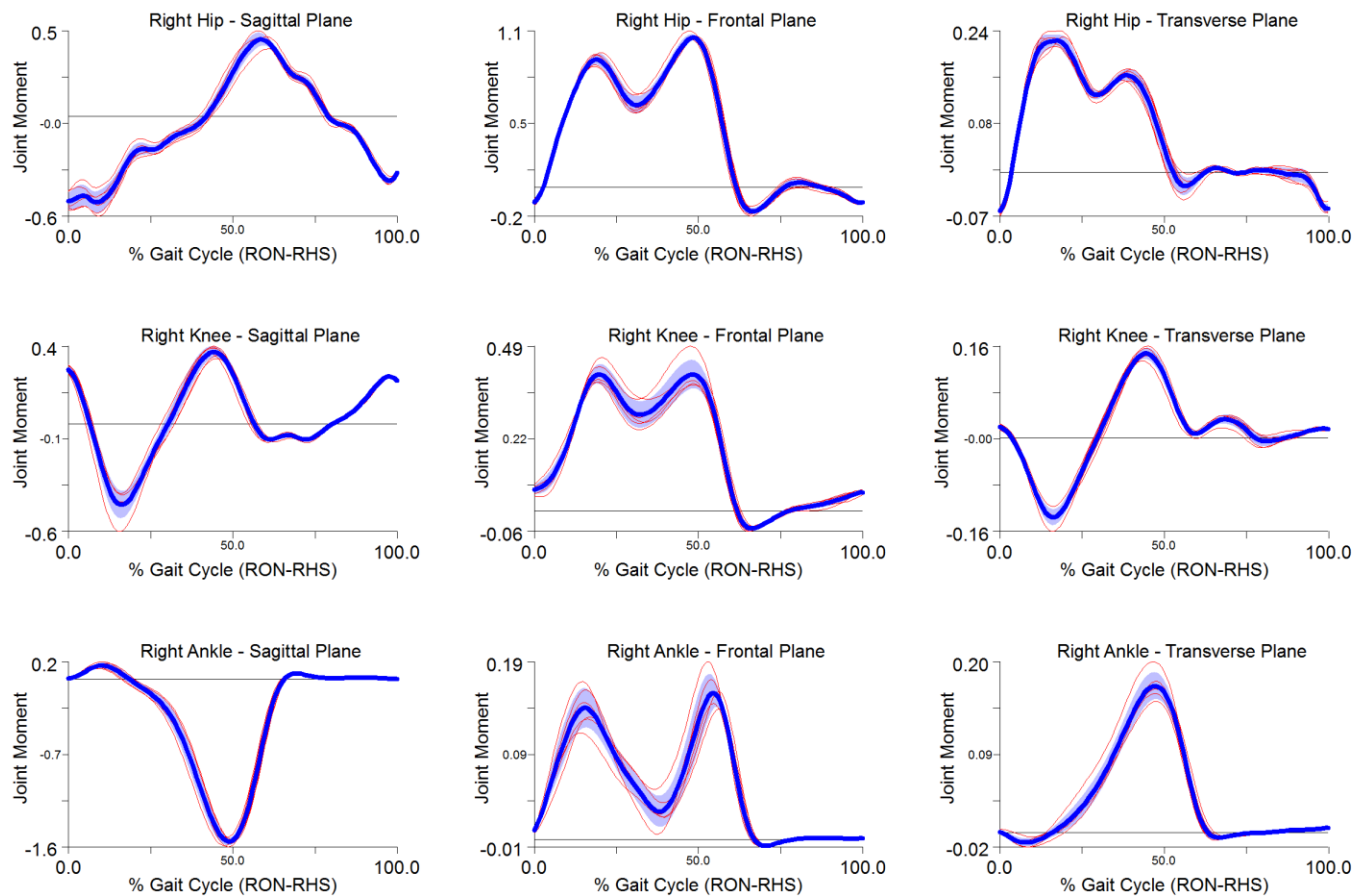 Right Hip - Sagittal Plane
0.5
-0.0
-0.6
Joint Moment
0.0
50.0
100.0
% Gait Cycle (RON-RHS)
Right Hip - Frontal Plane
1.1
0.5
-0.2
Joint Moment
0.0
50.0
100.0
% Gait Cycle (RON-RHS)
Right Hip - Transverse Plane
0.24
0.08
-0.07
Joint Moment
0.0
50.0
100.0
% Gait Cycle (RON-RHS)
Right Knee - Sagittal Plane
0.4
-0.1
-0.6
Joint Moment
0.0
50.0
100.0
% Gait Cycle (RON-RHS)
Right Knee - Frontal Plane
0.49
0.22
-0.06
Joint Moment
0.0
50.0
100.0
% Gait Cycle (RON-RHS)
Right Knee - Transverse Plane
0.16
-0.00
-0.16
Joint Moment
0.0
50.0
100.0
% Gait Cycle (RON-RHS)
Right Ankle - Sagittal Plane
0.2
-0.7
-1.6
Joint Moment
0.0
50.0
100.0
% Gait Cycle (RON-RHS)
Right Ankle - Frontal Plane
0.19
0.09
-0.01
Joint Moment
0.0
50.0
100.0
% Gait Cycle (RON-RHS)
Right Ankle - Transverse Plane
0.20
0.09
-0.02
Joint Moment
0.0
50.0
100.0
% Gait Cycle (RON-RHS)